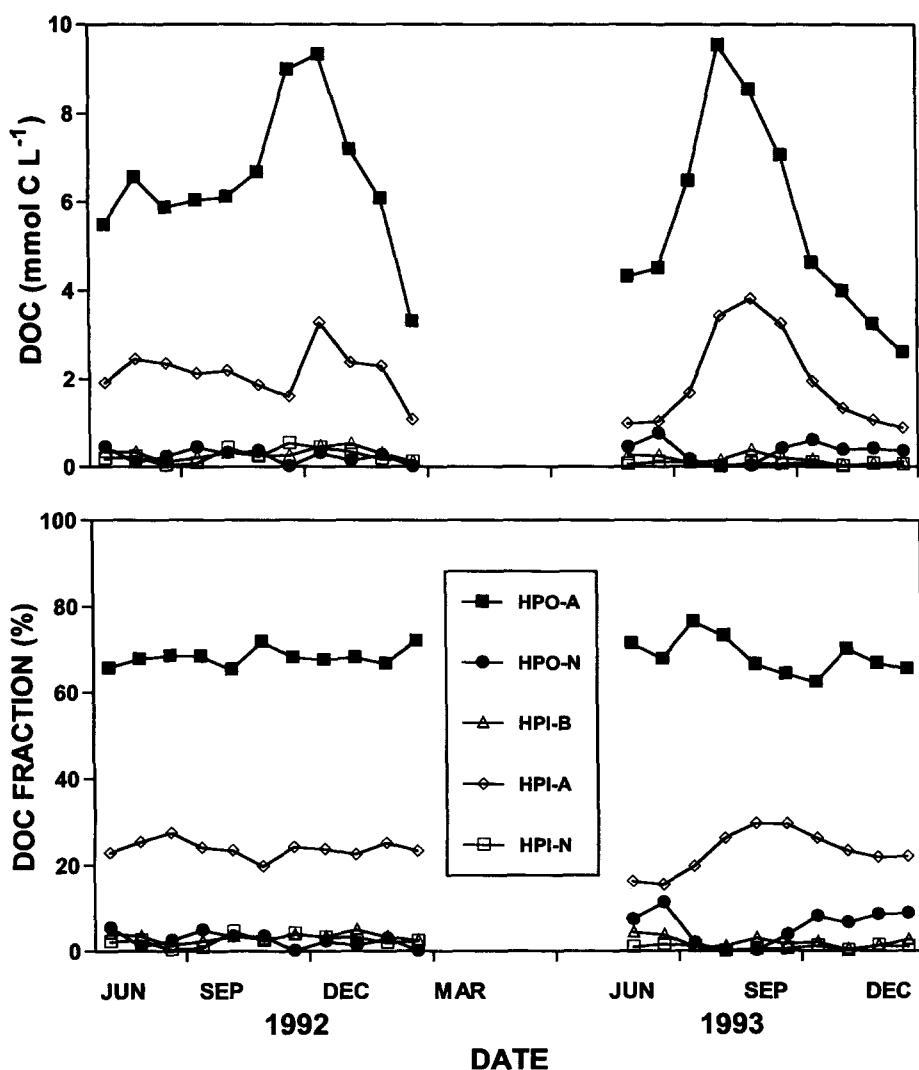 DOC (mmol C L⁻¹)
10
8
6
4
2
0
DOC FRACTION (%)
100
80
60
40
20
0
HPO-A
HPO-N
HPI-B
HPI-A
HPI-N
JUN SEP DEC MAR JUN SEP DEC
1992 1993
DATE